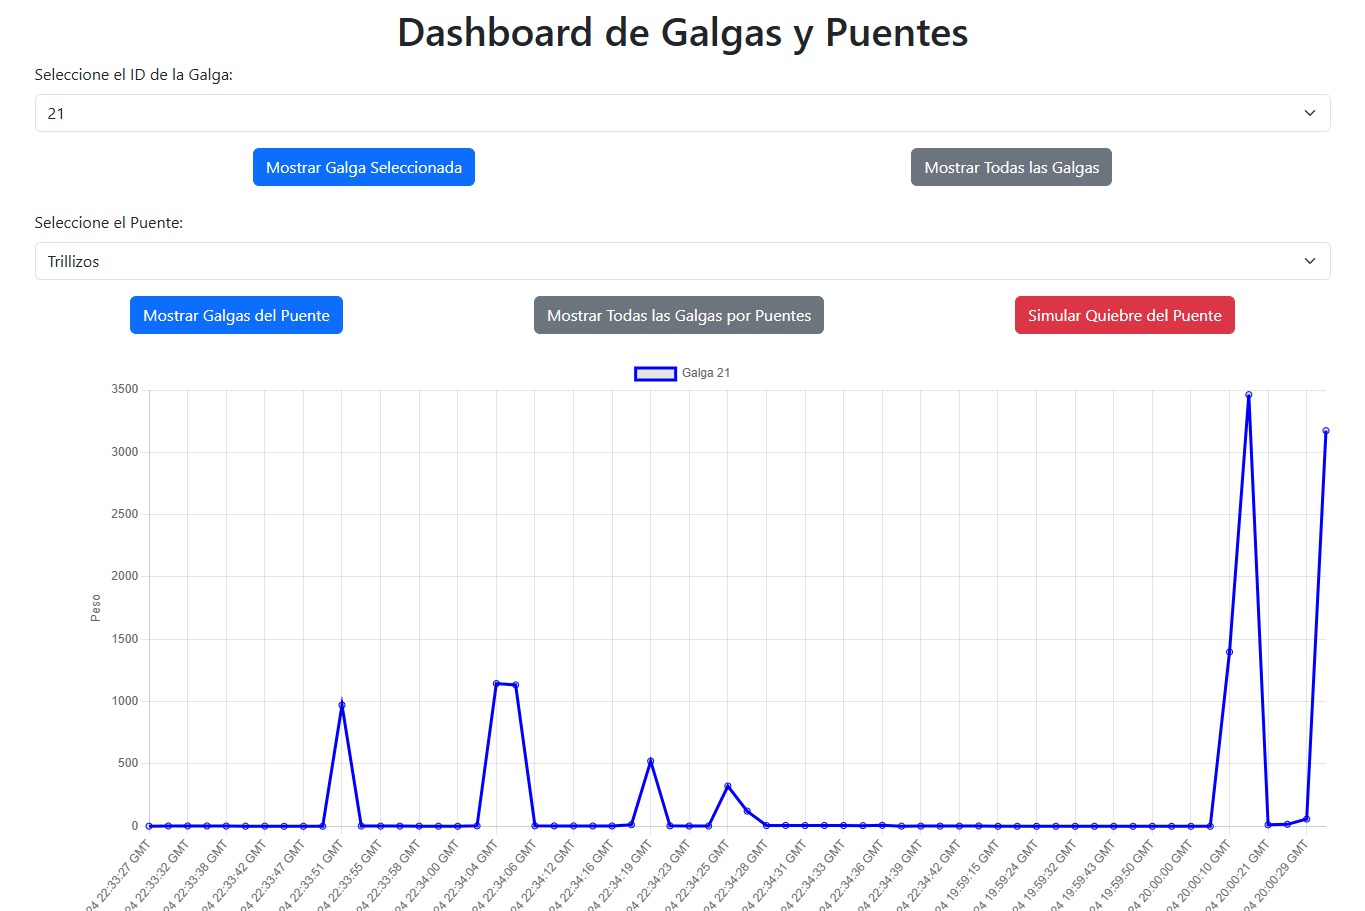 Dashboard de Galgas y Puentes
Seleccione el ID de la Galga:
21
Mostrar Galga Seleccionada
Mostrar Todas las Galgas
Seleccione el Puente:
Trillizos
Mostrar Galgas del Puente
Mostrar Todas las Galgas por Puentes
Simular Quiebre del Puente
Galga 21
3500
3000
2500
2000
1500
1000
500
0
Peso
24 22:33:27 GMT
24 22:33:32 GMT
24 22:33:38 GMT
24 22:33:42 GMT
24 22:33:47 GMT
24 22:33:51 GMT
24 22:33:55 GMT
24 22:33:58 GMT
24 22:34:00 GMT
24 22:34:04 GMT
24 22:34:06 GMT
24 22:34:12 GMT
24 22:34:16 GMT
24 22:34:19 GMT
24 22:34:23 GMT
24 22:34:25 GMT
24 22:34:28 GMT
24 22:34:31 GMT
24 22:34:33 GMT
24 22:34:36 GMT
24 22:34:39 GMT
24 22:34:42 GMT
24 19:59:15 GMT
24 19:59:24 GMT
24 19:59:32 GMT
24 19:59:43 GMT
24 19:59:50 GMT
24 20:00:00 GMT
24 20:00:10 GMT
24 20:00:21 GMT
24 20:00:29 GMT